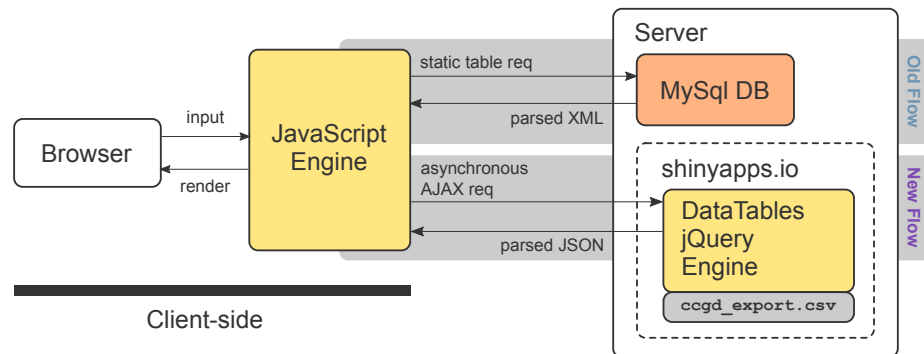 Server
static table req
MySql DB
Old Flow
parsed XML
input
JavaScript
Engine
Browser
render
asynchronous
AJAX req
shinyapps.io
New Flow
DataTables
jQuery
Engine
parsed JSON
ccgd_export.csv
Client-side